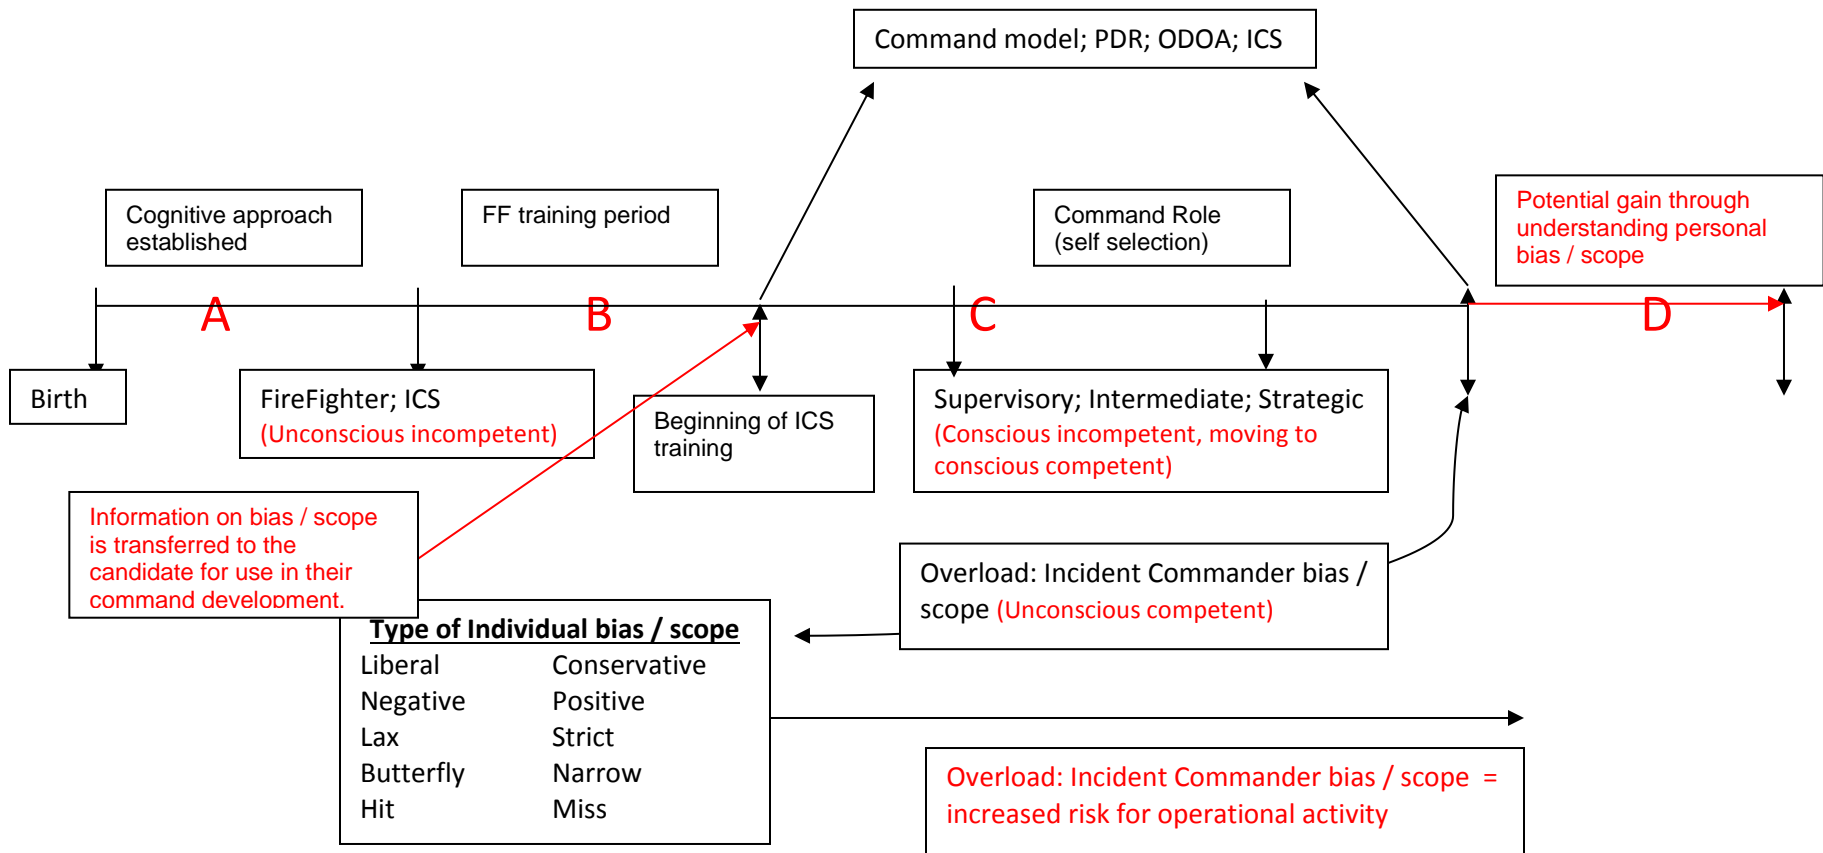 Command model; PDR; ODOA; ICS
Cognitive approach
established
FF training period
Command Role
(self selection)
Potential gain through
understanding personal
bias / scope
A
B
C
D
Birth
FireFighter; ICS
(Unconscious incompetent)
Beginning of ICS
training
Supervisory; Intermediate; Strategic
(Conscious incompetent, moving to
conscious competent)
Information on bias / scope
is transferred to the
candidate for use in their
command development.
Overload: Incident Commander bias /
scope (Unconscious competent)
Type of Individual bias / scope
Liberal Conservative
Negative Positive
Lax Strict
Butterfly Narrow
Hit Miss
Overload: Incident Commander bias / scope =
increased risk for operational activity